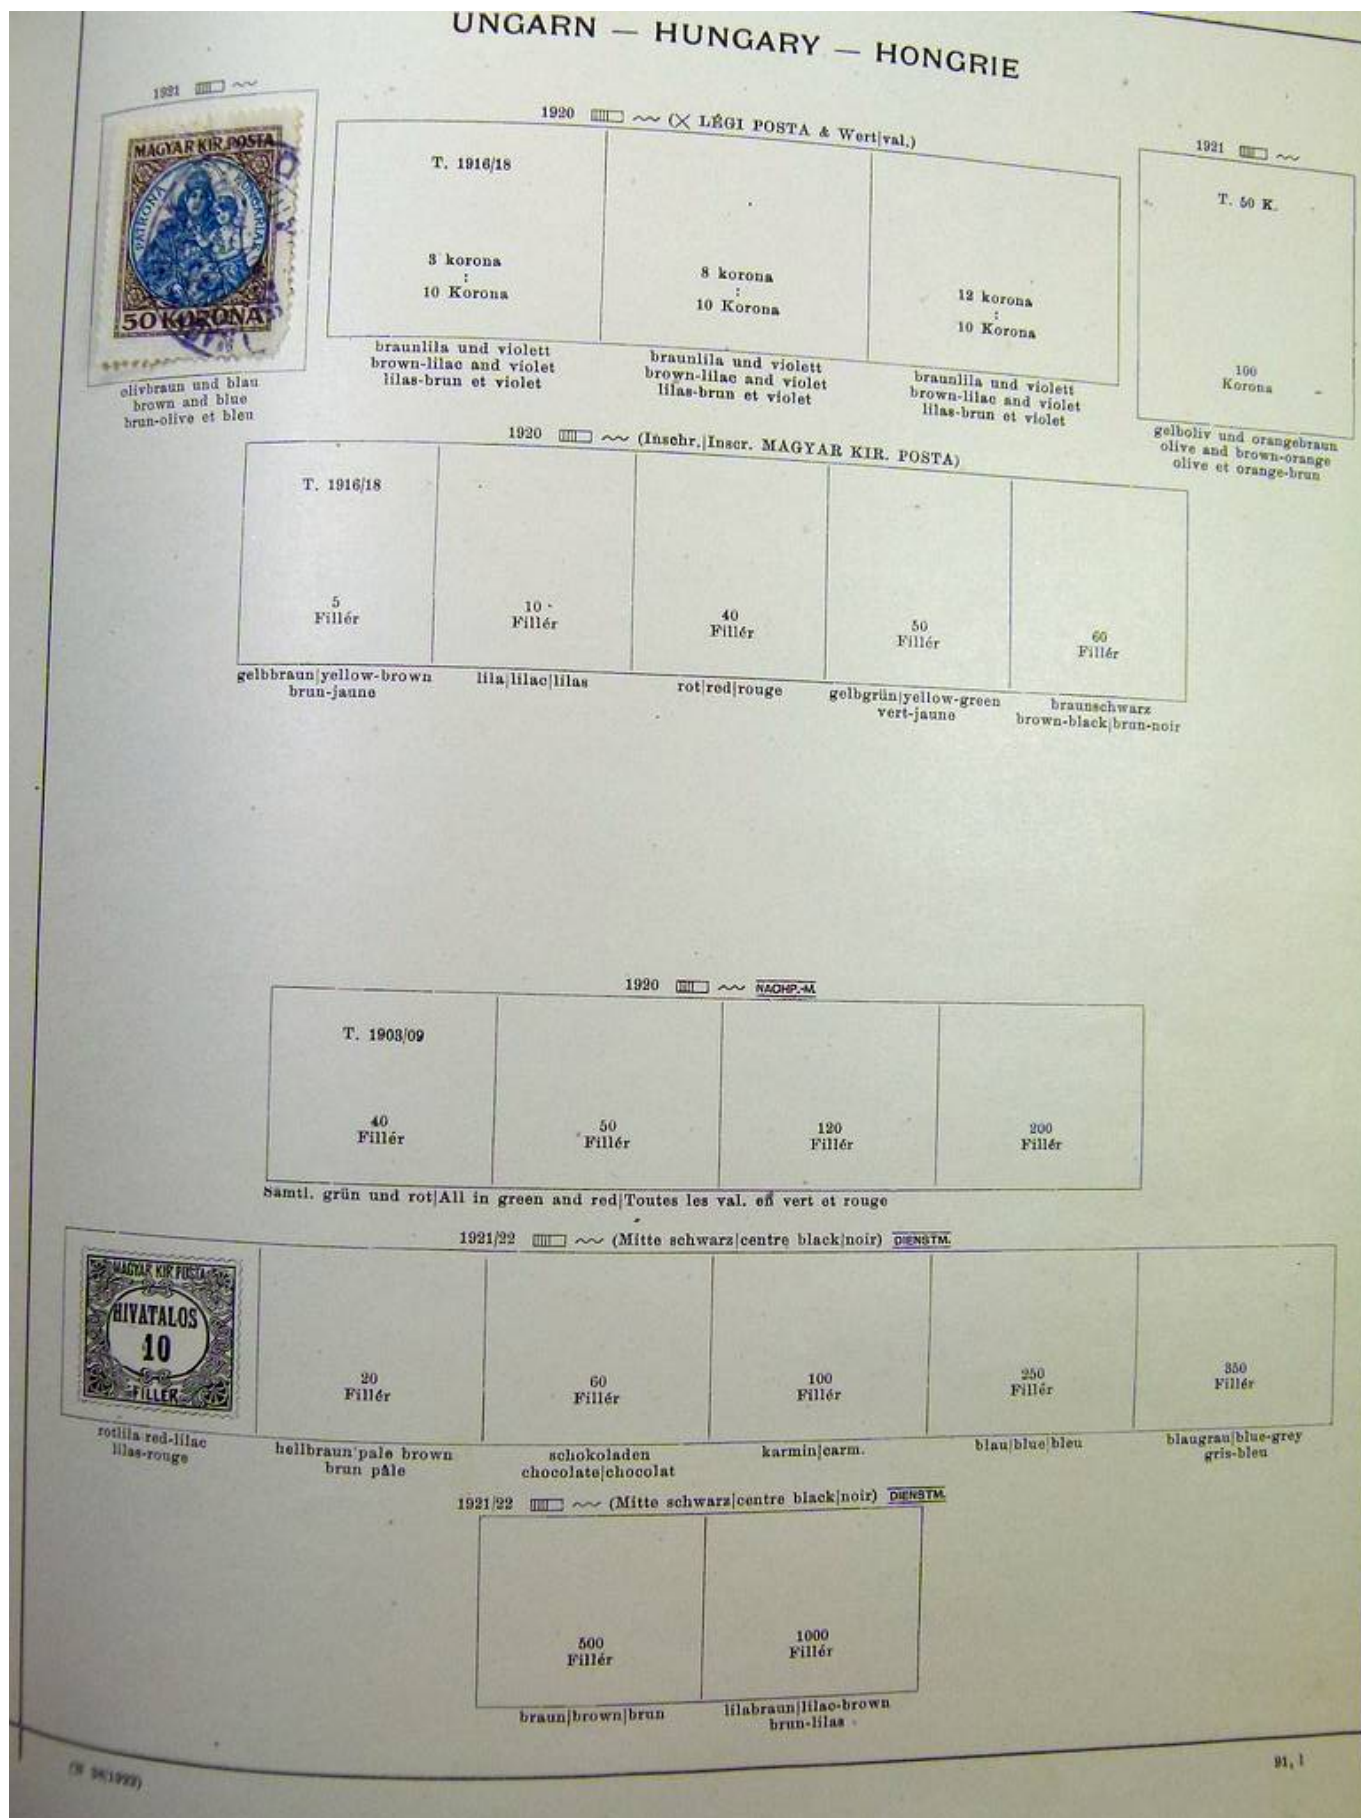 UNGARN — HUNGARY — HONGRIE
1921
MAGYAR KIR. POSTA
PATRONA HUNGARIAE
50 KORONA
olivbraun und blau
brown and blue
brun-olive et bleu
1920 (X LÉGI POSTA & Wert|val.)
T. 1916/18
3 korona
:
10 Korona
braunlila und violett
brown-lilac and violet
lilas-brun et violet
8 korona
:
10 Korona
braunlila und violett
brown-lilac and violet
lilas-brun et violet
12 korona
:
10 Korona
braunlila und violett
brown-lilac and violet
lilas-brun et violet
1921
T. 50 K.
100
Korona
gelboliv und orangebraun
olive and brown-orange
olive et orange-brun
1920 (Inschr.|Inscr. MAGYAR KIR. POSTA)
T. 1916/18
5
Fillér
gelbbraun|yellow-brown
brun-jaune
10
Fillér
lila|lilac|lilas
40
Fillér
rot|red|rouge
50
Fillér
gelbgrün|yellow-green
vert-jaune
60
Fillér
braunschwarz
brown-black|brun-noir
1920 NACHP.-M.
T. 1903/09
40
Fillér
50
Fillér
120
Fillér
200
Fillér
Sämtl. grün und rot|All in green and red|Toutes les val. en vert et rouge
1921/22 (Mitte schwarz|centre black|noir) DIENSTM.
MAGYAR KIR. POSTA
HIVATALOS
10
FILLER
rotlila red-lilac
lilas-rouge
20
Fillér
hellbraun|pale brown
brun pâle
60
Fillér
schokoladen
chocolate|chocolat
100
Fillér
karmin|carm.
250
Fillér
blau|blue|bleu
350
Fillér
blaugrau|blue-grey
gris-bleu
1921/22 (Mitte schwarz|centre black|noir) DIENSTM.
500
Fillér
braun|brown|brun
1000
Fillér
lilabraun|lilac-brown
brun-lilas
91, 1